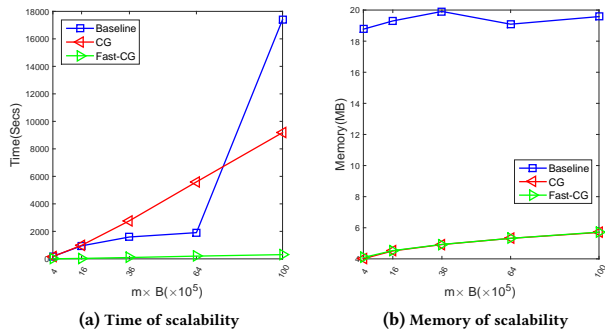 18000
16000
14000
12000
10000
8000
6000
4000
2000
0
Time(Secs)
Baseline
CG
Fast-CG
4
16
36
64
100
m× B(×10⁵)
(a) Time of scalability
20
18
16
14
12
10
8
6
4
Memory(MB)
Baseline
CG
Fast-CG
4
16
36
64
100
m× B(×10⁵)
(b) Memory of scalability